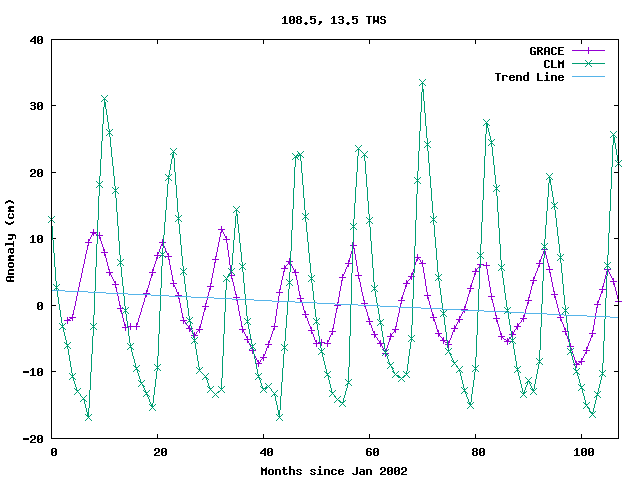 108.5, 13.5 TWS
GRACE
CLM
Trend Line
Anomaly (cm)
40
30
20
10
0
-10
-20
0 20 40 60 80 100
Months since Jan 2002